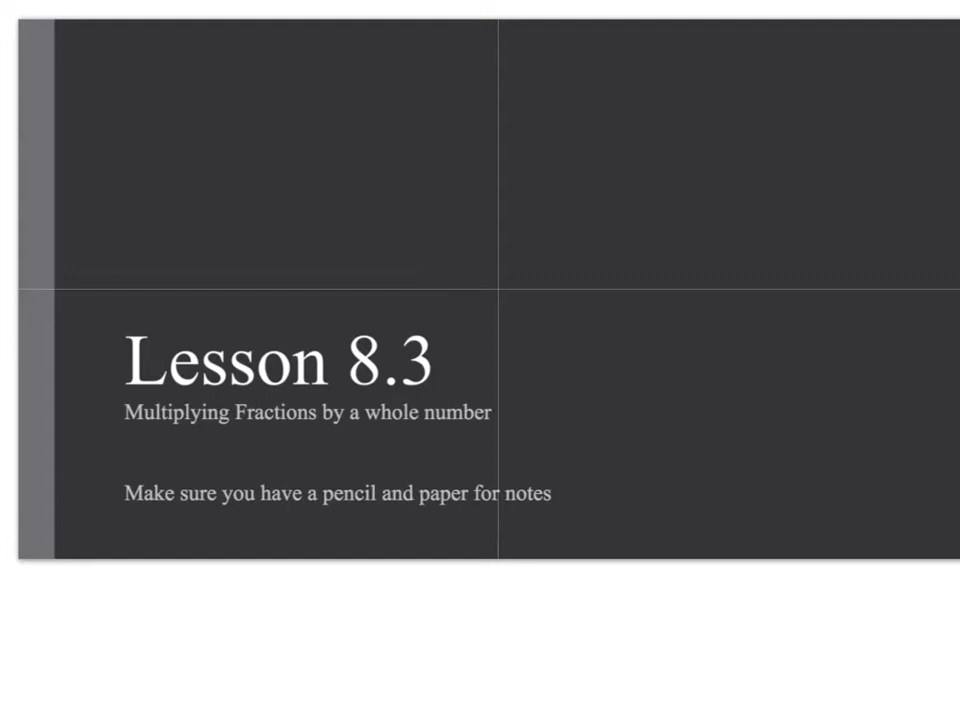 Lesson 8.3
Multiplying Fractions by a whole number
Make sure you have a pencil and paper for notes